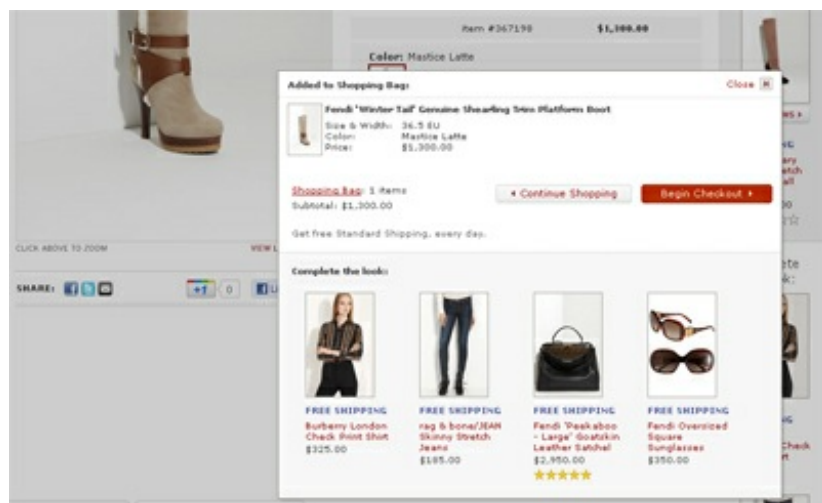 Item #367190 $1,300.00
Color: Mastice Latte
Added to Shopping Bag:
Close
Fendi 'Winter Tail' Genuine Shearling Trim Platform Boot
Size & Width: 36.5 EU
Color: Mastice Latte
Price: $1,300.00
Shopping Bag: 1 items
Subtotal: $1,300.00
Continue Shopping
Begin Checkout
Get free Standard Shipping, every day.
CLICK ABOVE TO ZOOM
VIEW L
SHARE:
+1
0
Complete the look:
FREE SHIPPING
Burberry London
Check Print Shirt
$325.00
FREE SHIPPING
rag & bone/JEAN
Skinny Stretch
Jeans
$185.00
FREE SHIPPING
Fendi 'Peekaboo
- Large' Goatskin
Leather Satchel
$2,950.00
FREE SHIPPING
Fendi Oversized
Square
Sunglasses
$350.00
Check